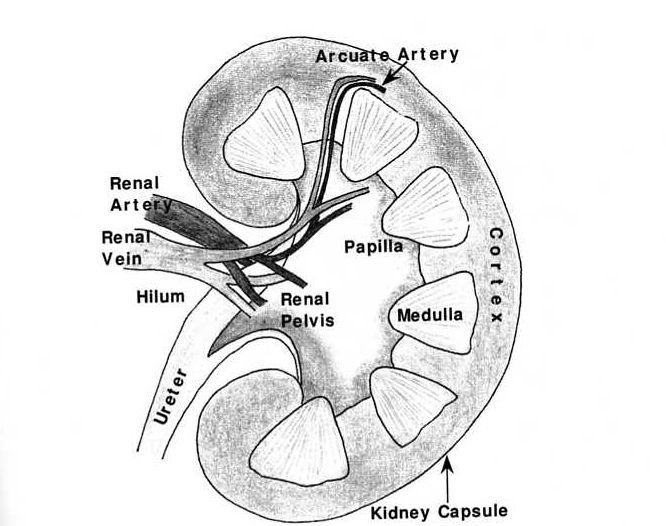 Arcuate Artery
Renal
Artery
Renal
Vein
Papilla
Cortex
Hilum
Renal
Pelvis
Medulla
Ureter
Kidney Capsule